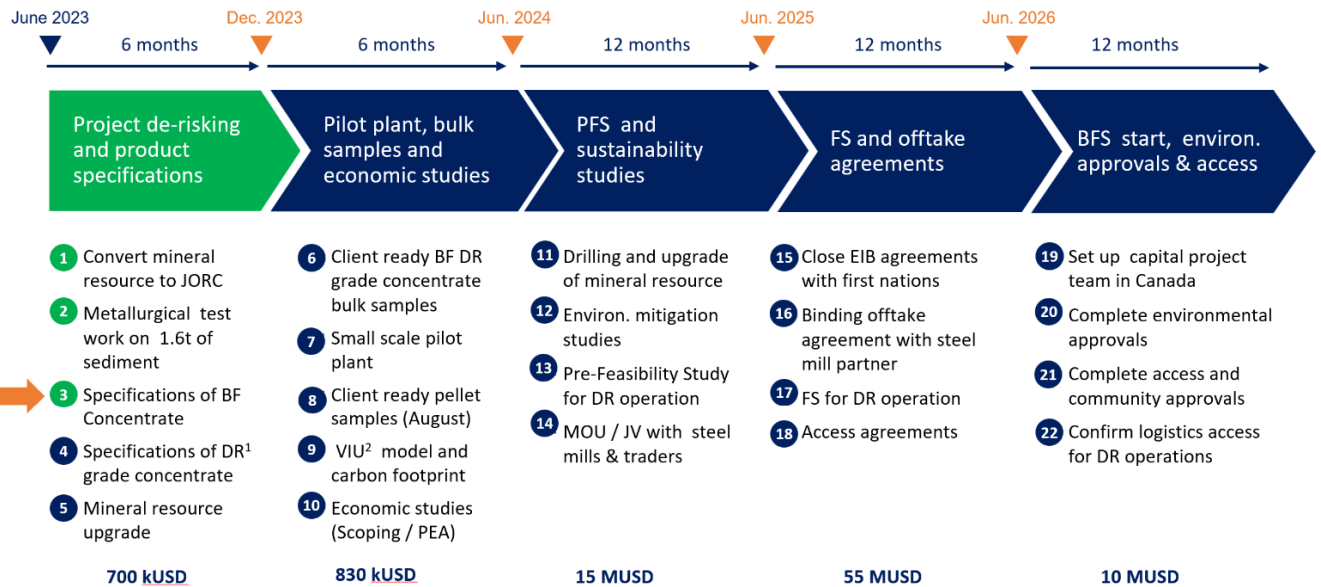 June 2023
Dec. 2023
Jun. 2024
Jun. 2025
Jun. 2026
6 months
6 months
12 months
12 months
12 months
Project de-risking
and product
specifications
Pilot plant, bulk
samples and
economic studies
PFS and
sustainability
studies
FS and offtake
agreements
BFS start, environ.
approvals & access
1 Convert mineral
resource to JORC
2 Metallurgical test
work on 1.6t of
sediment
3 Specifications of BF
Concentrate
4 Specifications of DR¹
grade concentrate
5 Mineral resource
upgrade
700 kUSD
6 Client ready BF DR
grade concentrate
bulk samples
7 Small scale pilot
plant
8 Client ready pellet
samples (August)
9 VIU² model and
carbon footprint
10 Economic studies
(Scoping / PEA)
830 kUSD
11 Drilling and upgrade
of mineral resource
12 Environ. mitigation
studies
13 Pre-Feasibility Study
for DR operation
14 MOU / JV with steel
mills & traders
15 MUSD
15 Close EIB agreements
with first nations
16 Binding offtake
agreement with steel
mill partner
17 FS for DR operation
18 Access agreements
55 MUSD
19 Set up capital project
team in Canada
20 Complete environmental
approvals
21 Complete access and
community approvals
22 Confirm logistics access
for DR operations
10 MUSD